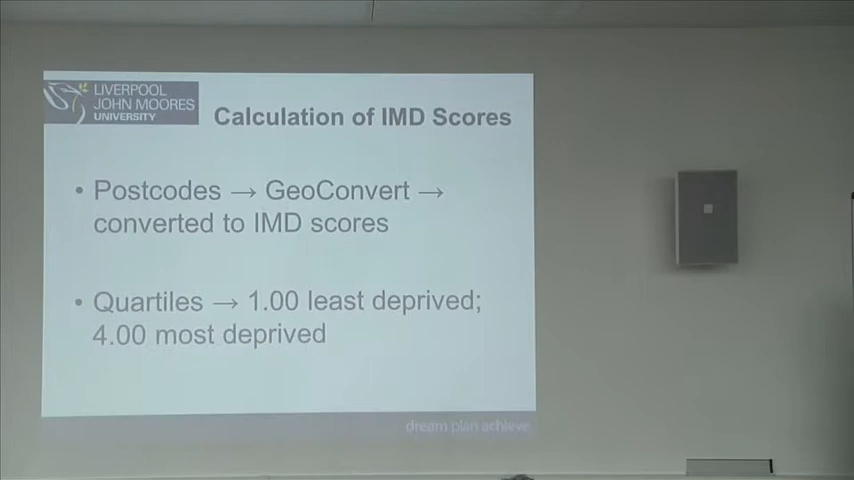 LIVERPOOL
JOHN MOORES
UNIVERSITY
Calculation of IMD Scores
• Postcodes → GeoConvert →
converted to IMD scores
• Quartiles → 1.00 least deprived;
4.00 most deprived
dream plan achieve